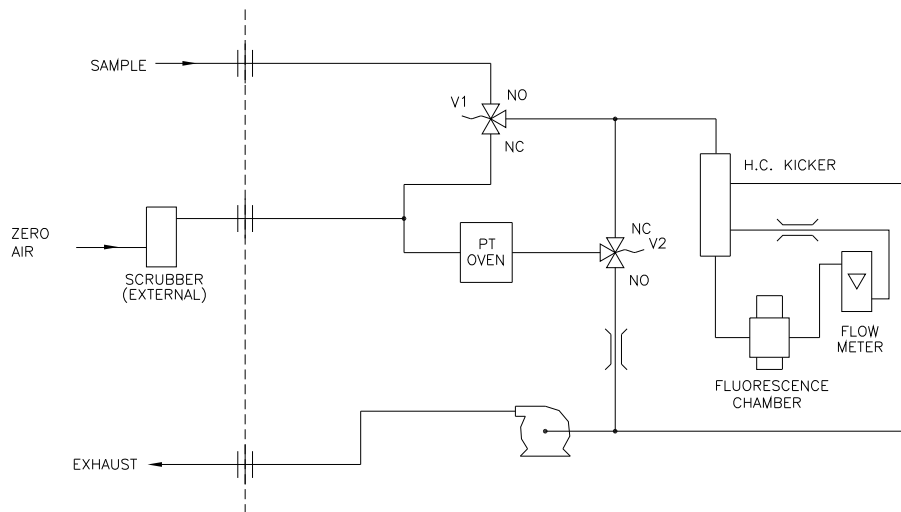 SAMPLE
V1
NO
NC
H.C. KICKER
ZERO
AIR
SCRUBBER
(EXTERNAL)
PT
OVEN
NC
V2
NO
FLOW
METER
FLUORESCENCE
CHAMBER
EXHAUST